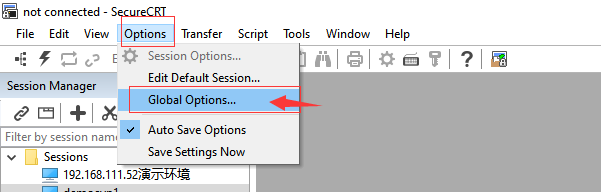 not connected - SecureCRT
File Edit View Options Transfer Script Tools Window Help
Session Options...
Edit Default Session...
Session Manager
Global Options...
Auto Save Options
Filter by session name
Save Settings Now
Sessions
192.168.111.52演示环境